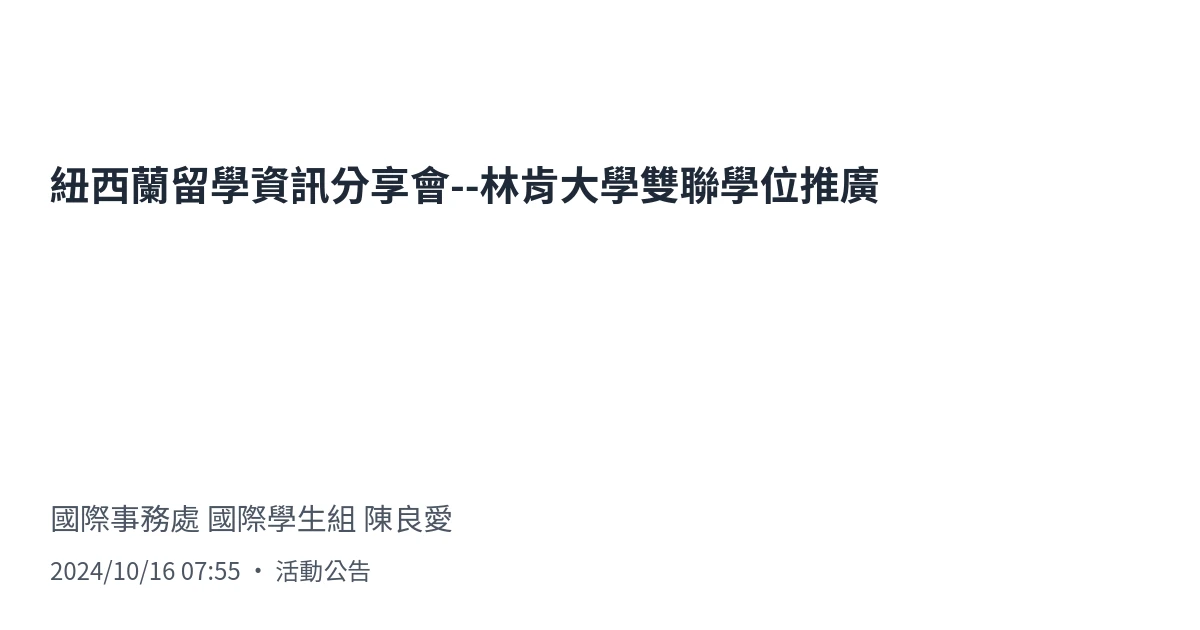 紐西蘭留學資訊分享會--林肯大學雙聯學位推廣
國際事務處 國際學生組 陳良愛
2024/10/16 07:55 ・ 活動公告